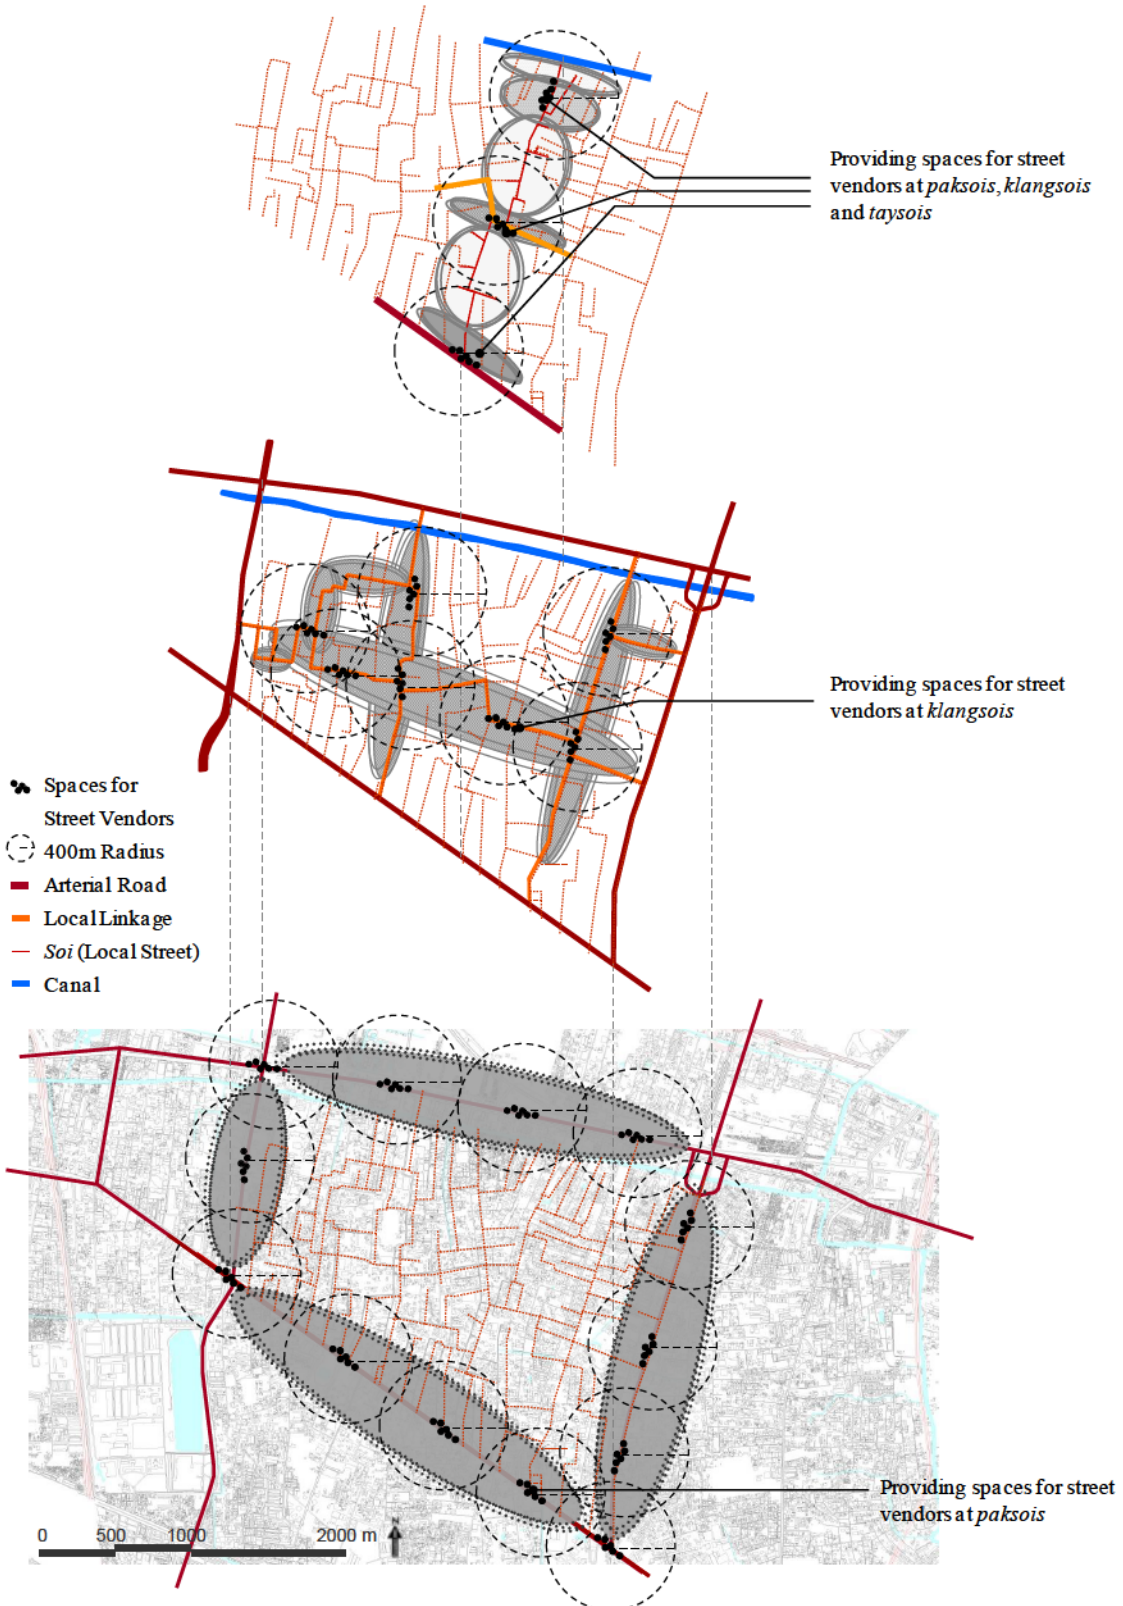 Providing spaces for street
vendors at paksois, klangsois
and taysois
Providing spaces for street
vendors at klangsois
Spaces for
Street Vendors
400m Radius
Arterial Road
Local Linkage
Soi (Local Street)
Canal
Providing spaces for street
vendors at paksois
0 500 1000 2000 m
N